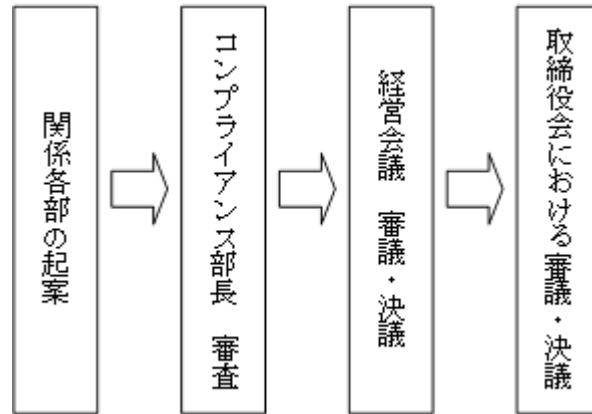 関係各部の起案
コンプライアンス部長　審査
経営会議　審議・決議
取締役会における審議・決議